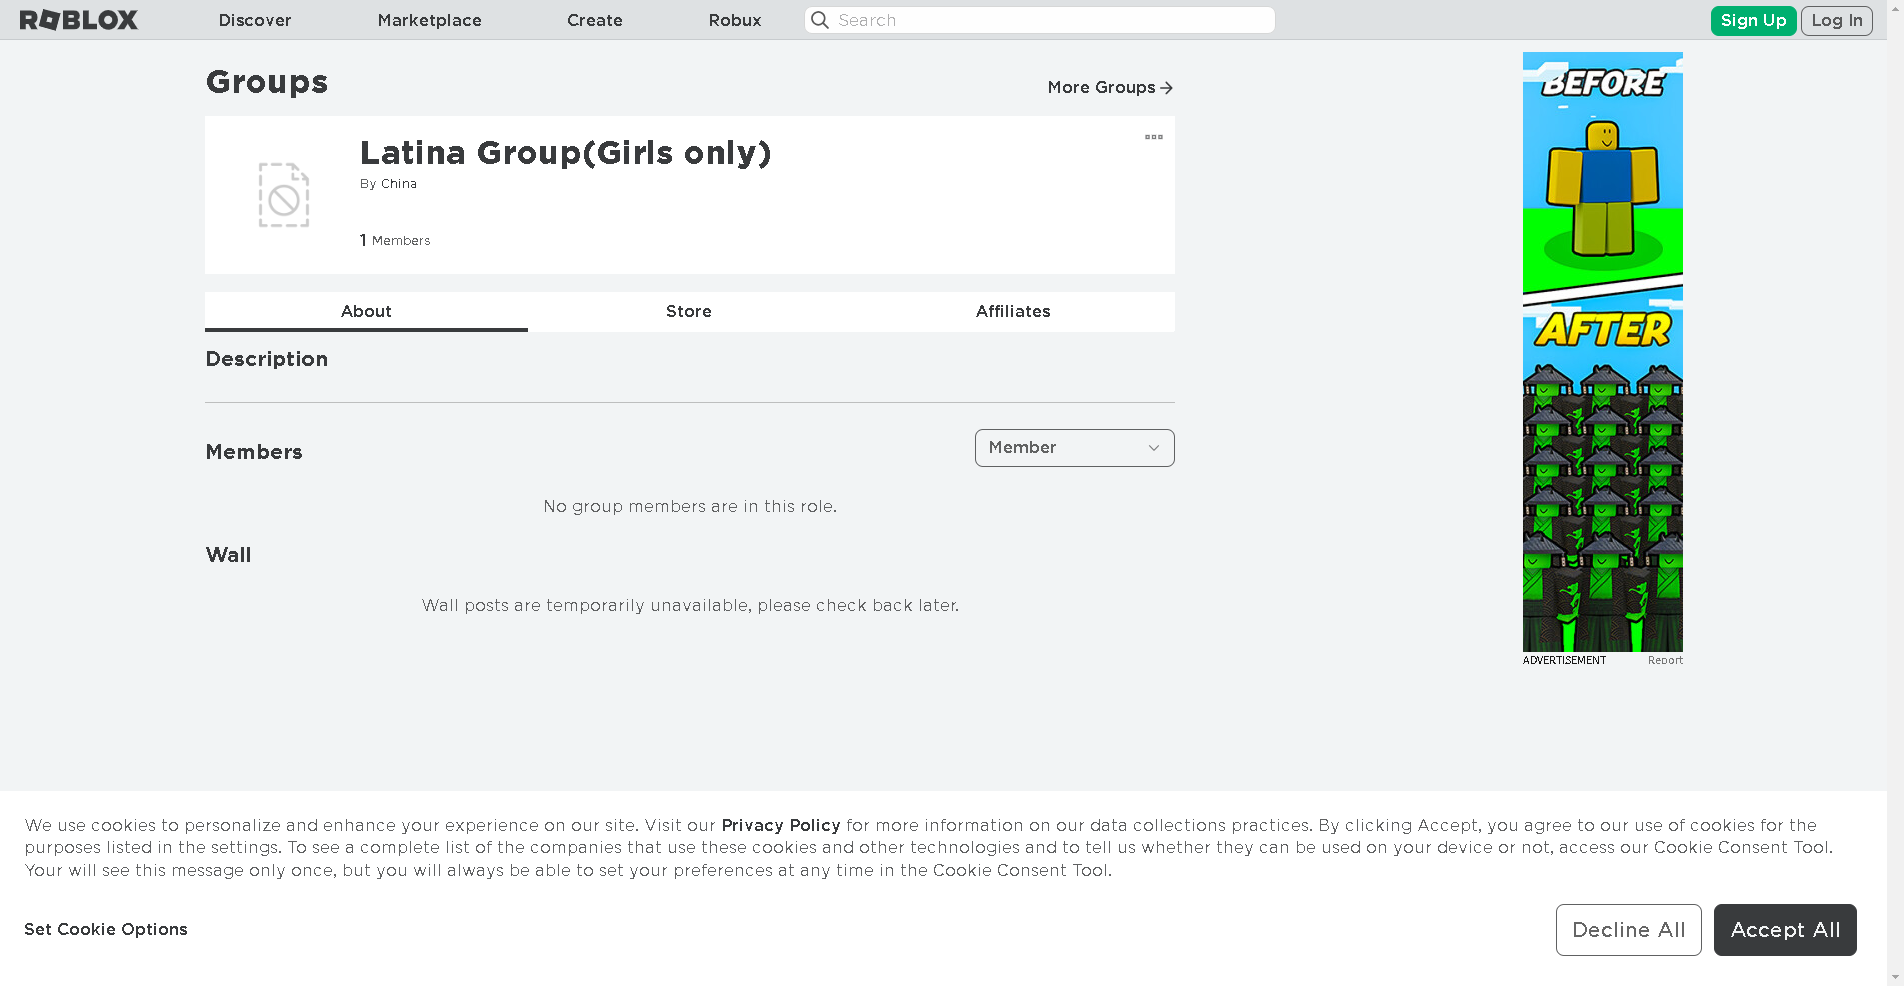 ROBLOX
Discover
Marketplace
Create
Robux
Search
Sign Up
Log In
Groups
More Groups
Latina Group(Girls only)
By China
1 Members
About
Store
Affiliates
Description
Members
Member
No group members are in this role.
Wall
Wall posts are temporarily unavailable, please check back later.
BEFORE
AFTER
ADVERTISEMENT
Report
We use cookies to personalize and enhance your experience on our site. Visit our Privacy Policy for more information on our data collections practices. By clicking Accept, you agree to our use of cookies for the
purposes listed in the settings. To see a complete list of the companies that use these cookies and other technologies and to tell us whether they can be used on your device or not, access our Cookie Consent Tool.
Your will see this message only once, but you will always be able to set your preferences at any time in the Cookie Consent Tool.
Set Cookie Options
Decline All
Accept All